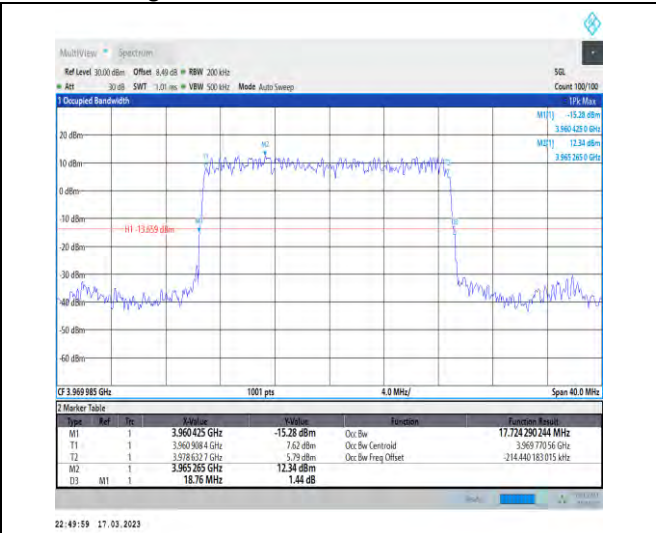 MultiView Spectrum
Ref Level 30.00 dBm Offset 8.49 dB RBW 200 kHz SGL
Att 30 dB SWT 1.01 ms VBW 500 kHz Mode Auto Sweep Count 100/100
1 Occupied Bandwidth 1Pk Max
M1[1] -15.28 dBm
3.960 425 0 GHz
M2[1] 12.34 dBm
3.965 265 0 GHz
20 dBm
M2
10 dBm
0 dBm
-10 dBm
H1 -13.659 dBm
-20 dBm
-30 dBm
-40 dBm
-50 dBm
-60 dBm
CF 3.969 985 GHz 1001 pts 4.0 MHz/ Span 40.0 MHz
2 Marker Table
Type Ref Trc X-Value Y-Value Function Function Result
M1 1 3.960 425 GHz -15.28 dBm Occ Bw 17.724 290 244 MHz
T1 1 3.960 908 4 GHz 7.62 dBm Occ Bw Centroid 3.969 770 56 GHz
T2 1 3.978 632 7 GHz 5.79 dBm Occ Bw Freq Offset -214.440 183 015 kHz
M2 1 3.965 265 GHz 12.34 dBm
D3 M1 1 18.76 MHz 1.44 dB
22:49:59 17.03.2023